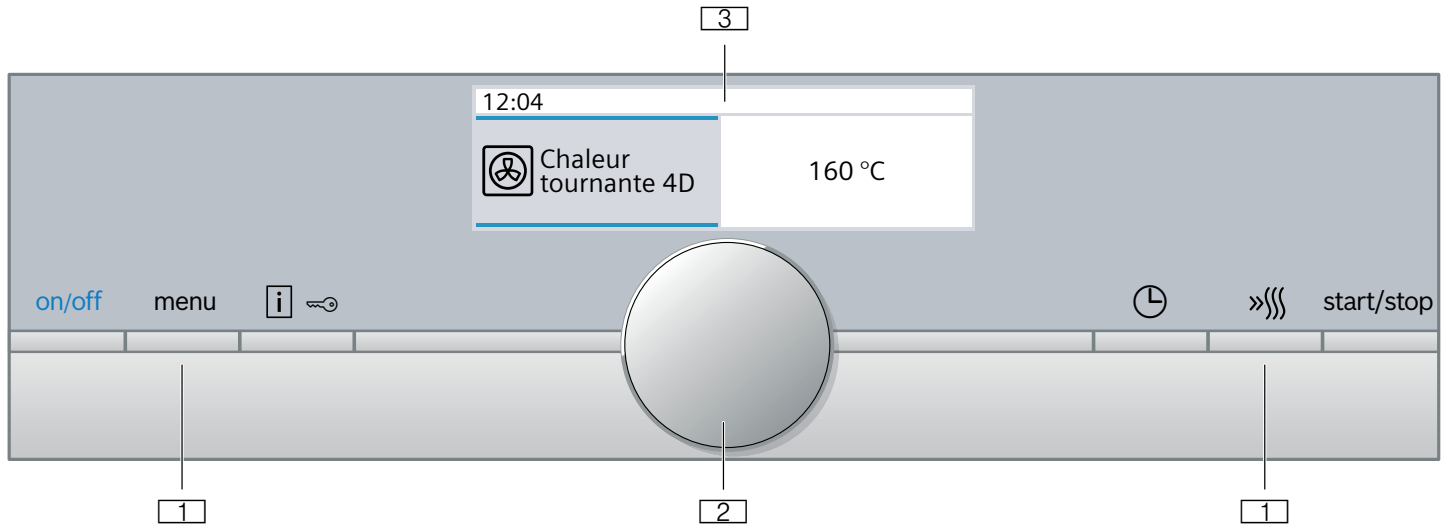 3
12:04
Chaleur
tournante 4D
160 °C
on/off menu i start/stop
1 2 1